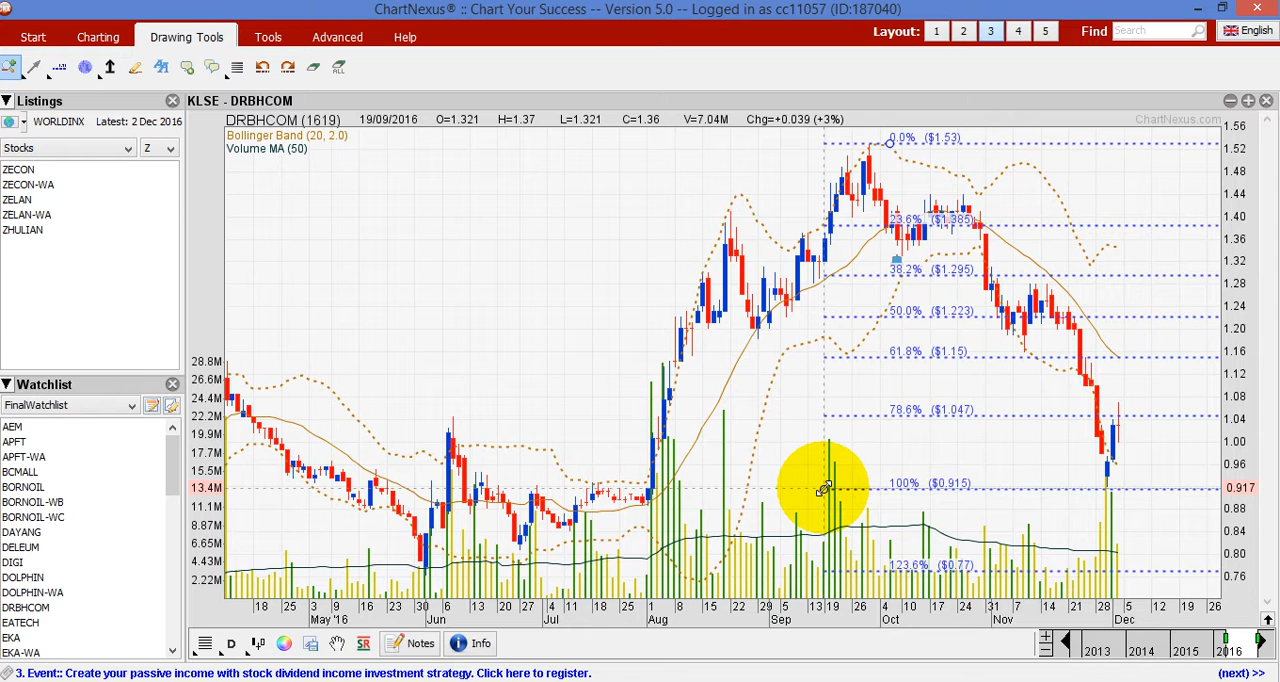 ChartNexus® :: Chart Your Success -- Version 5.0 -- Logged in as cc11057 (ID:187040)
Start Charting Drawing Tools Tools Advanced Help Layout: 1 2 3 4 5 Find Search English
ALL
Listings
WORLDINX Latest: 2 Dec 2016
Stocks Z
ZECON
ZECON-WA
ZELAN
ZELAN-WA
ZHULIAN
Watchlist
FinalWatchlist
AEM
APFT
APFT-WA
BCMALL
BORNOIL
BORNOIL-WB
BORNOIL-WC
DAYANG
DELEUM
DIGI
DOLPHIN
DOLPHIN-WA
DRBHCOM
EATECH
EKA
EKA-WA
KLSE - DRBHCOM
DRBHCOM (1619) 19/09/2016 O=1.321 H=1.37 L=1.321 C=1.36 V=7.04M Chg=+0.039 (+3%) ChartNexus.com
Bollinger Band (20, 2.0)
Volume MA (50)
0.0% ($1.53)
23.6% ($1.385)
38.2% ($1.295)
50.0% ($1.223)
61.8% ($1.15)
78.6% ($1.047)
100% ($0.915)
123.6% ($0.77)
28.8M
26.6M
24.4M
22.2M
19.9M
17.7M
15.5M
13.4M
11.1M
8.87M
6.65M
4.43M
2.22M
1.56
1.52
1.48
1.44
1.40
1.36
1.32
1.28
1.24
1.20
1.16
1.12
1.08
1.04
1.00
0.96
0.917
0.88
0.84
0.80
0.76
18 25 3 9 16 23 30 6 13 20 27 4 11 18 25 1 8 15 22 29 5 13 19 26 4 10 17 24 31 7 14 21 28 5 12 19 26
May '16 Jun Jul Aug Sep Oct Nov Dec
D SR Notes Info 2013 2014 2015 2016
3. Event:: Create your passive income with stock dividend income investment strategy. Click here to register. (next) >>